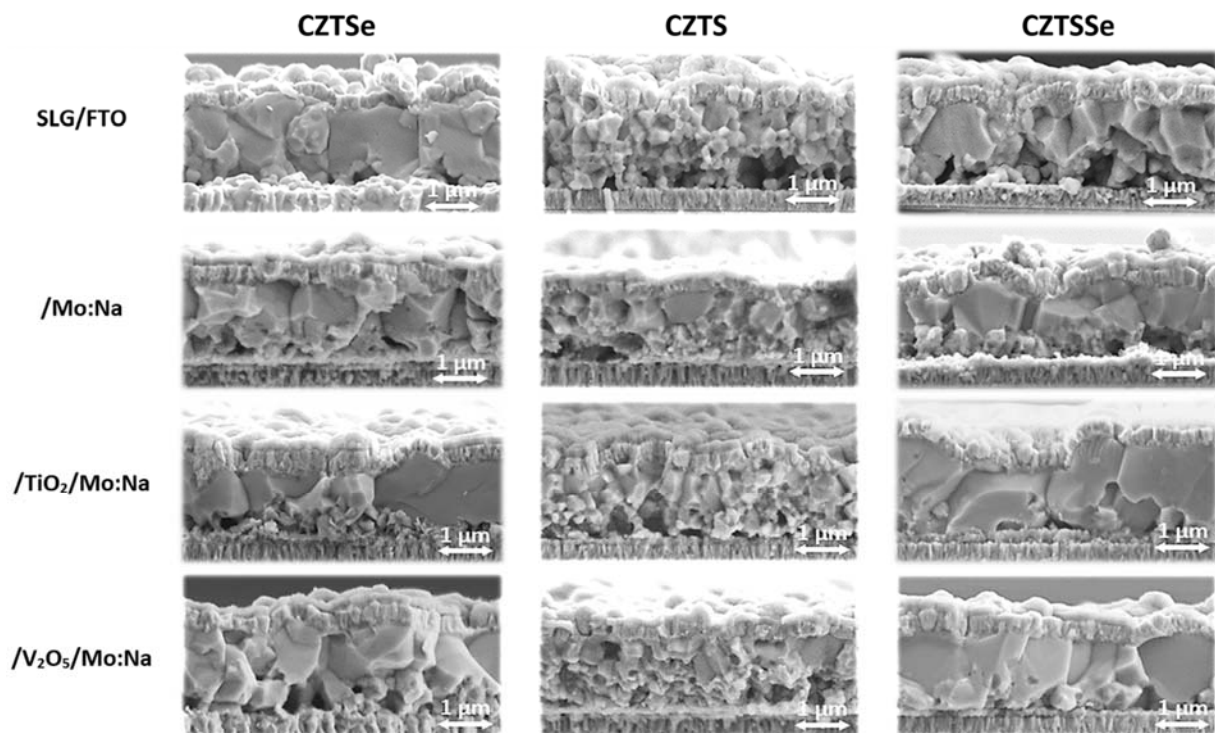 CZTSe CZTS CZTSSe
SLG/FTO
1 µm 1 µm 1 µm
/Mo:Na
1 µm 1 µm 1 µm
/TiO₂/Mo:Na
1 µm 1 µm 1 µm
/V₂O₅/Mo:Na
1 µm 1 µm 1 µm